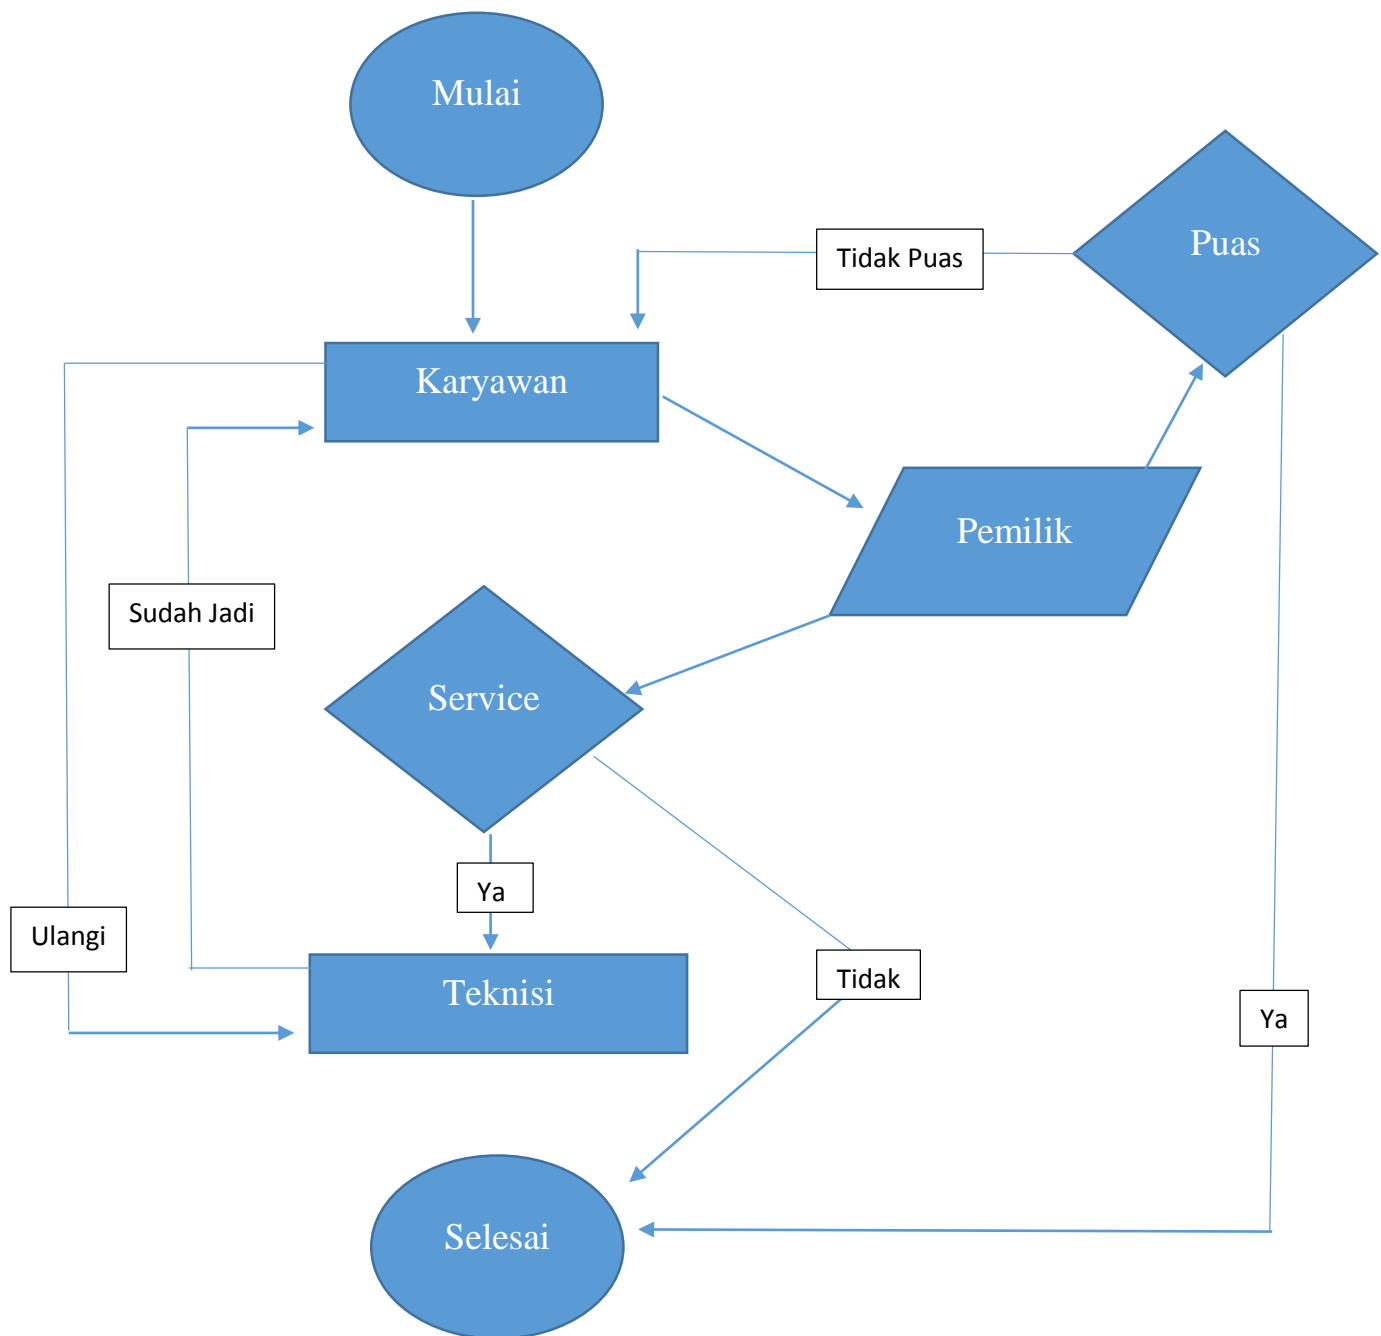 Mulai
Puas
Tidak Puas
Karyawan
Pemilik
Sudah Jadi
Service
Ya
Ulangi
Tidak
Teknisi
Ya
Selesai